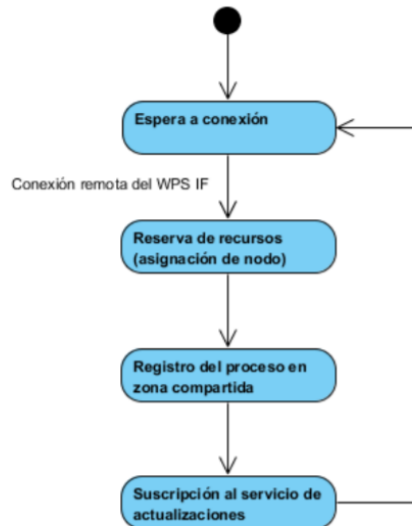 Espera a conexión
Conexión remota del WPS IF
Reserva de recursos
(asignación de nodo)
Registro del proceso en
zona compartida
Suscripción al servicio de
actualizaciones